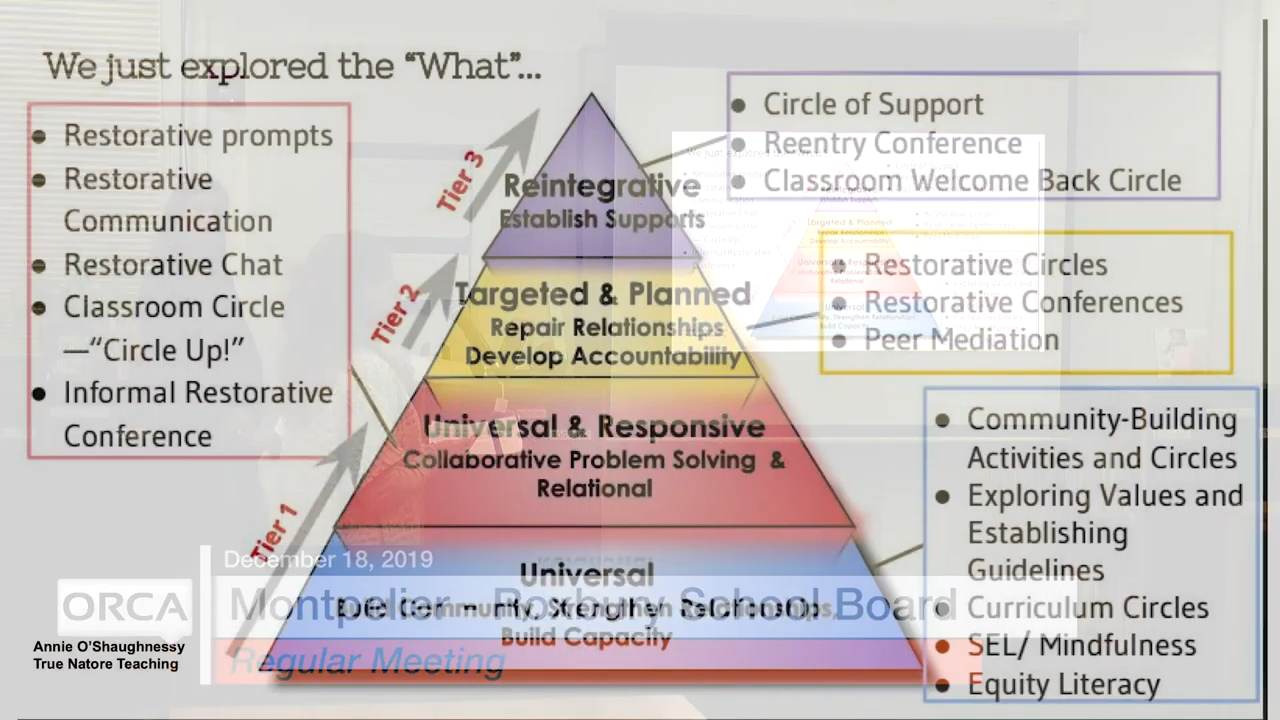 We just explored the “What”...
Restorative prompts
Restorative
Communication
Restorative Chat
Classroom Circle
—“Circle Up!”
Informal Restorative
Conference
Tier 3
Tier 2
Tier 1
Reintegrative
Establish Supports
Targeted & Planned
Repair Relationships
Develop Accountability
Universal & Responsive
Collaborative Problem Solving &
Relational
Universal
Build Community, Strengthen Relationships,
Build Capacity
Circle of Support
Reentry Conference
Classroom Welcome Back Circle
Restorative Circles
Restorative Conferences
Peer Mediation
Community-Building
Activities and Circles
Exploring Values and
Establishing
Guidelines
Curriculum Circles
SEL/ Mindfulness
Equity Literacy
December 18, 2019
ORCA
Montpelier - Roxbury School Board
Regular Meeting
Annie O’Shaughnessy
True Natore Teaching